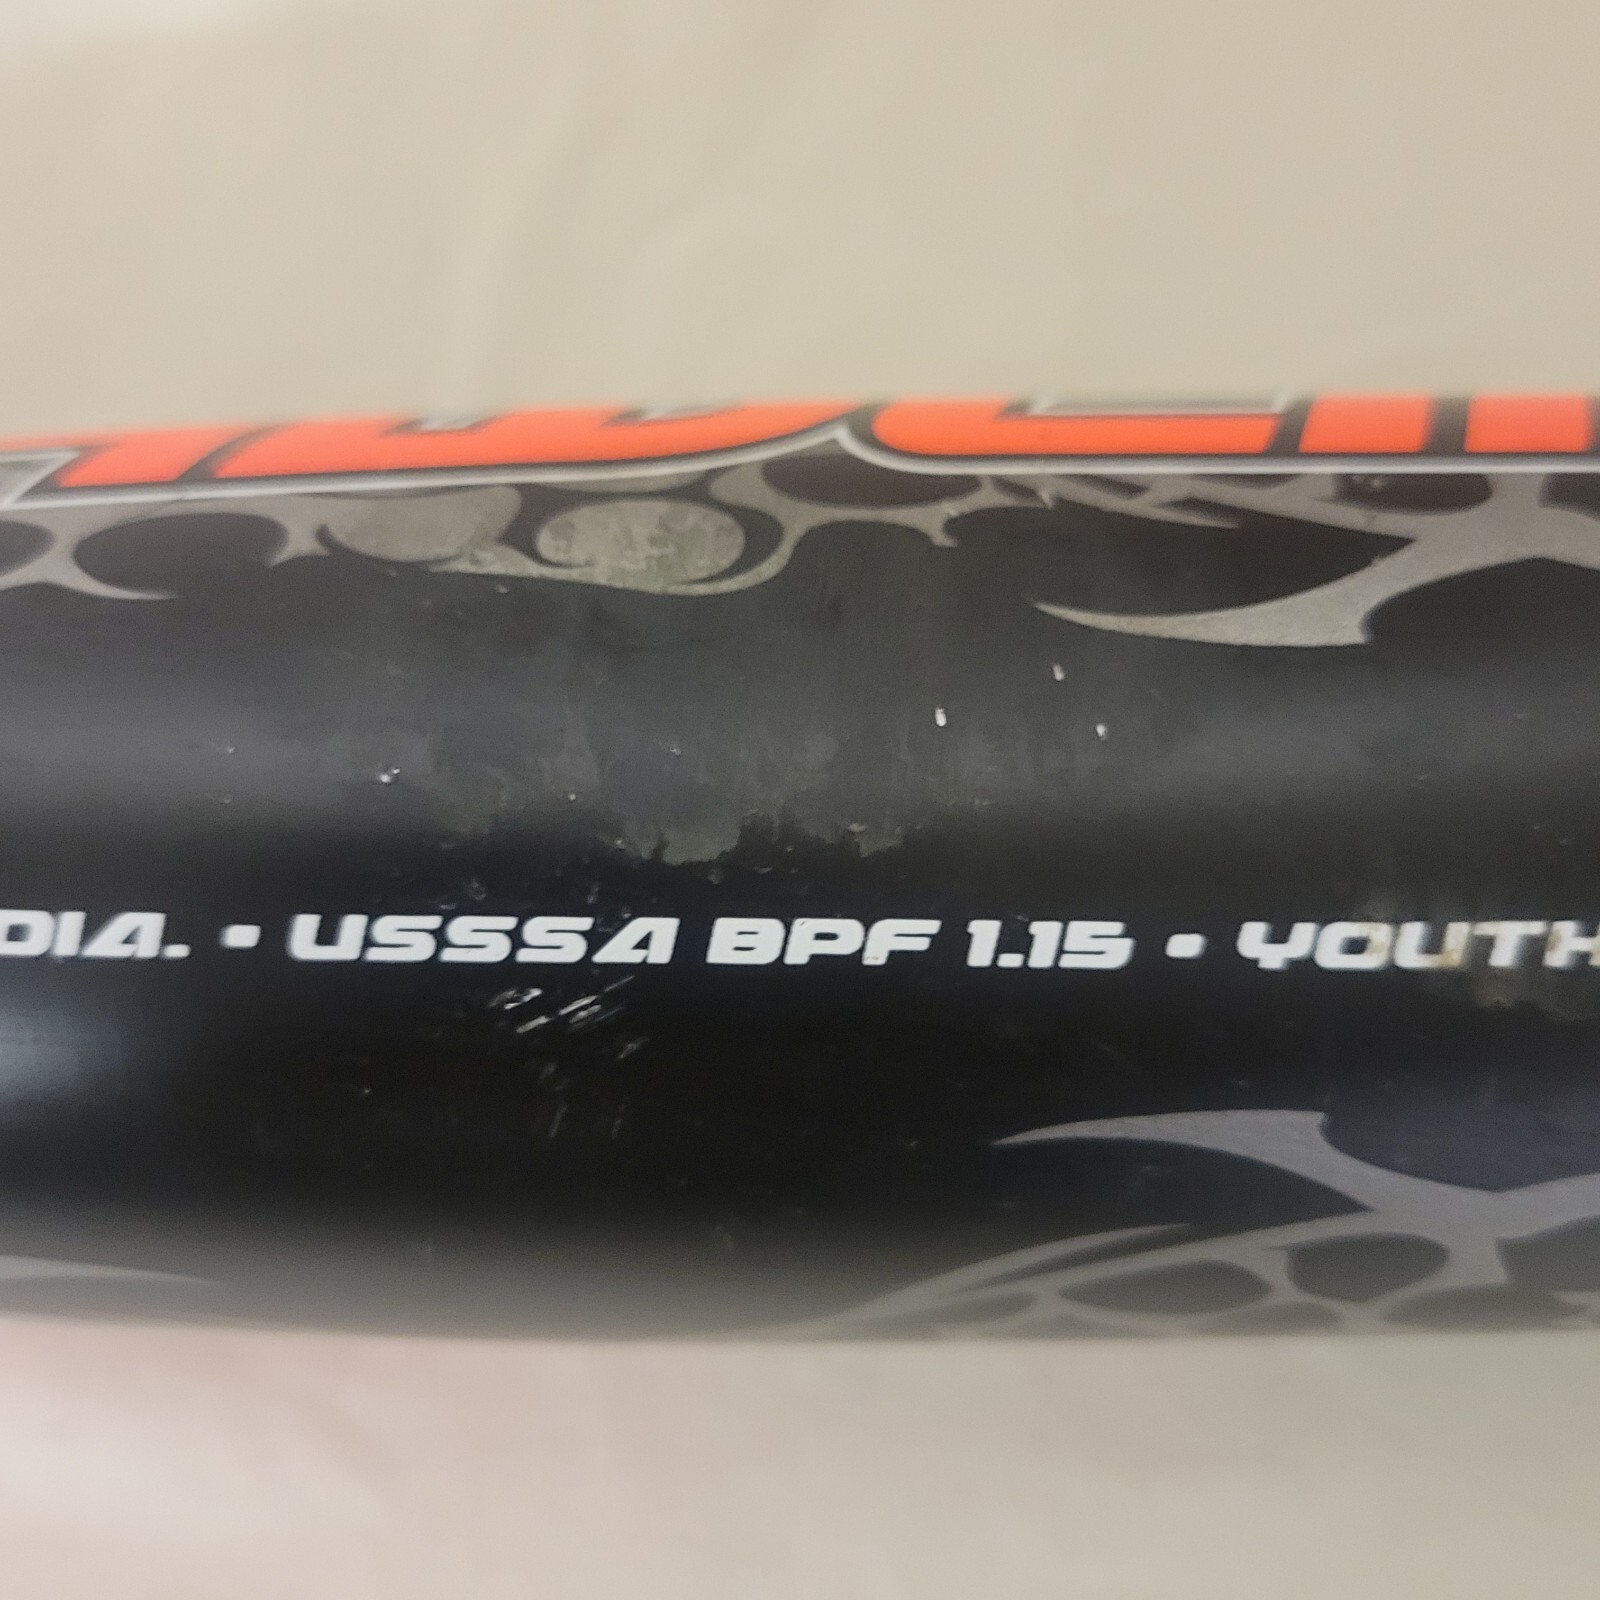 DIA. • USSSA BPF 1.15 • YOUTH